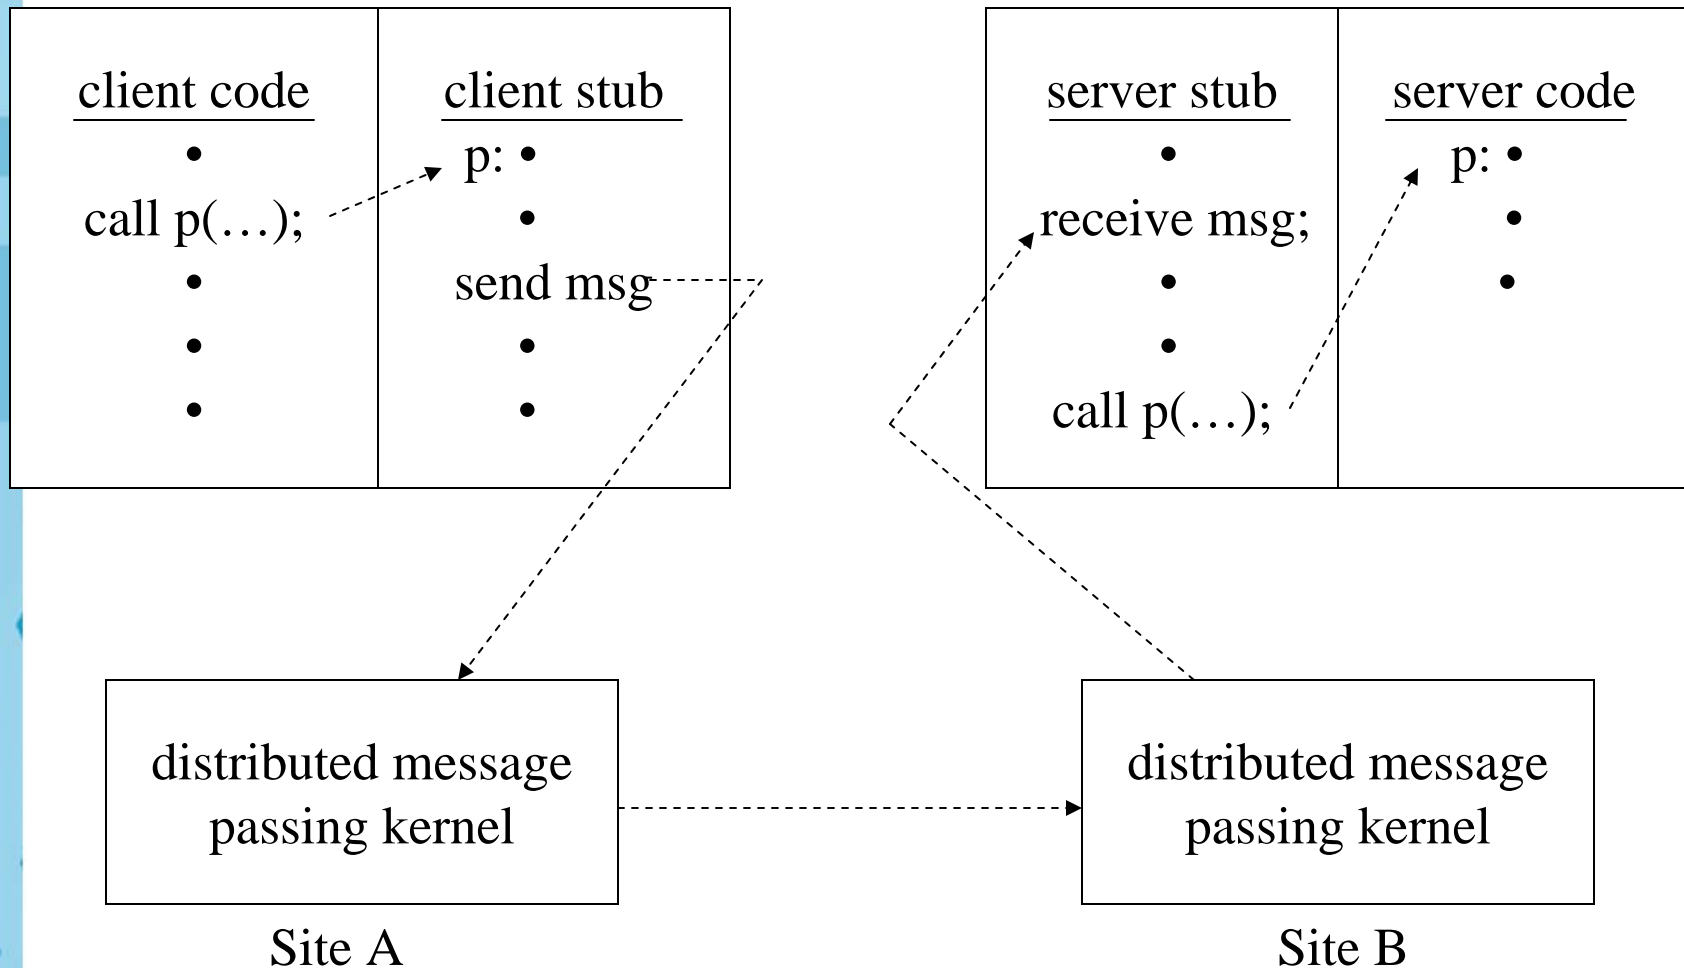 client code
•
call p(…);
•
•
•
client stub
p: •
•
send msg
•
•
server stub
•
receive msg;
•
•
call p(…);
server code
p: •
•
•
distributed message
passing kernel
Site A
distributed message
passing kernel
Site B